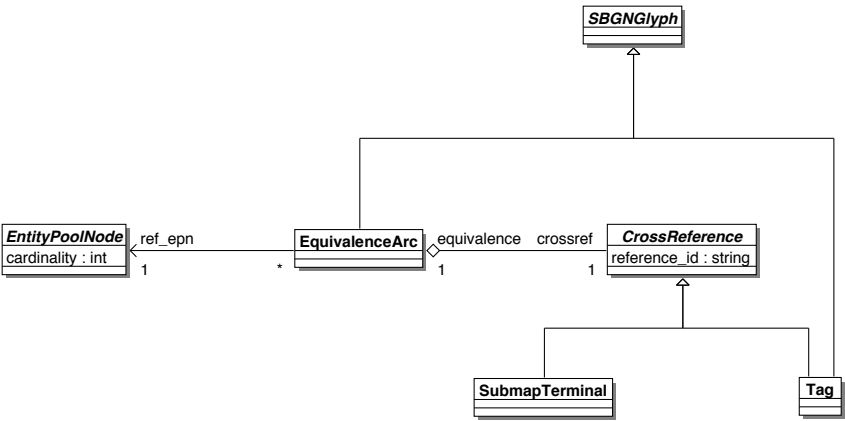 SBGNGlyph
EntityPoolNode
cardinality : int
ref_epn
1
*
EquivalenceArc
equivalence
1
crossref
1
CrossReference
reference_id : string
SubmapTerminal
Tag